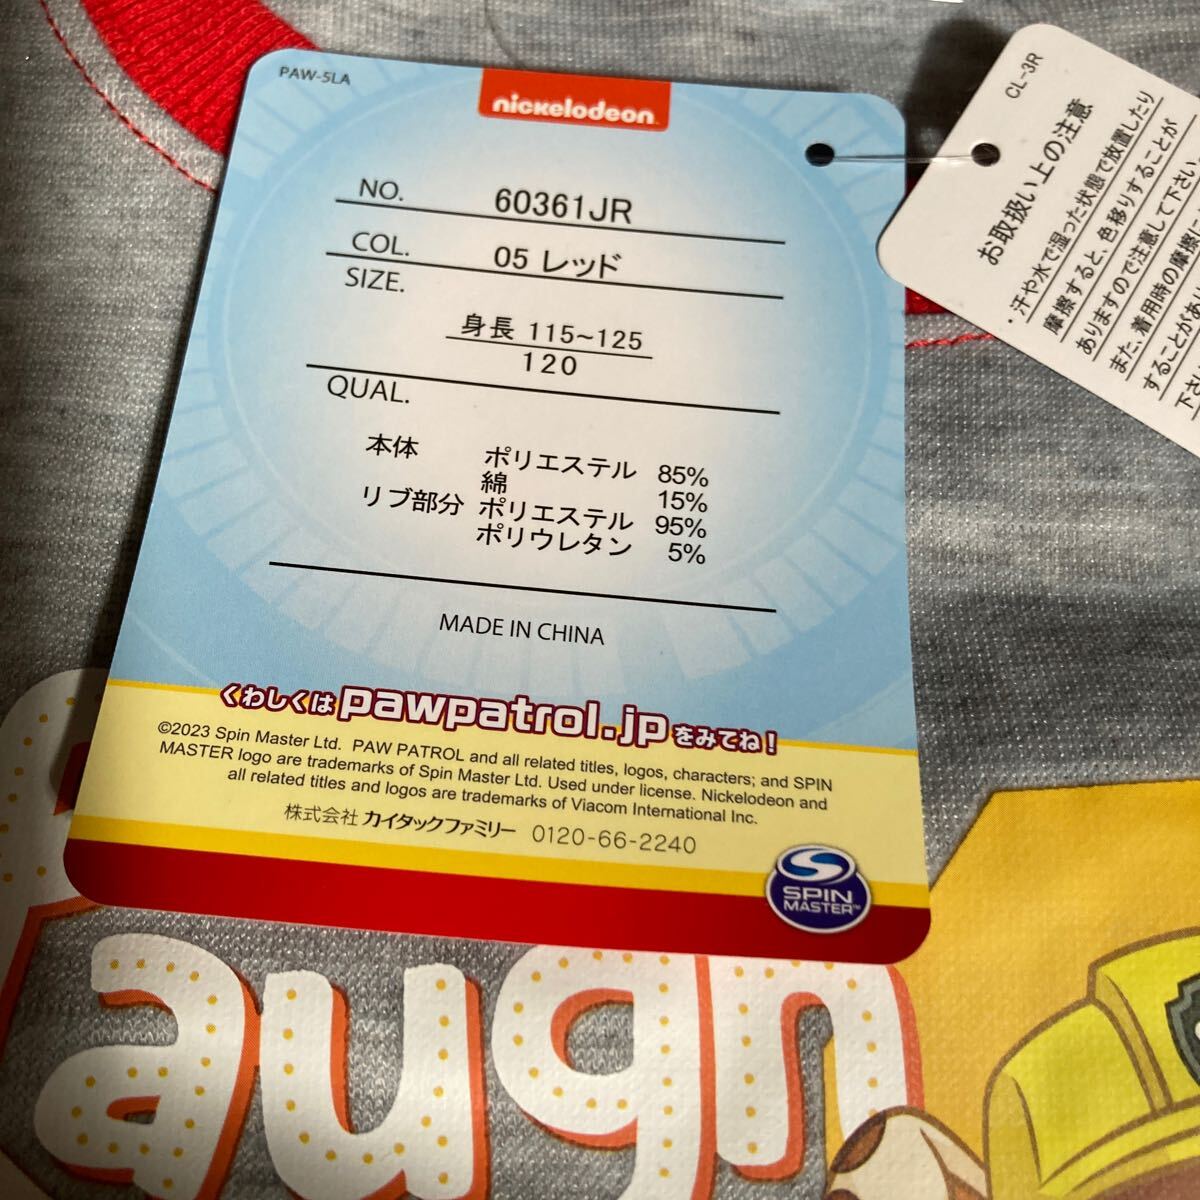 PAW-5LA
nickelodeon
NO. 60361JR
COL. 05 レッド
SIZE.
身長 115~125
120
QUAL.
本体 ポリエステル 85%
綿 15%
リブ部分 ポリエステル 95%
ポリウレタン 5%
MADE IN CHINA
くわしくは pawpatrol.jp をみてね!
©2023 Spin Master Ltd. PAW PATROL and all related titles, logos, characters; and SPIN
MASTER logo are trademarks of Spin Master Ltd. Used under license. Nickelodeon and
all related titles and logos are trademarks of Viacom International Inc.
株式会社 カイタックファミリー 0120-66-2240
SPIN
MASTER™
CL-3R
お取扱い上の注意
・汗や水で湿った状態で放置したり
摩擦すると、色移りすることが
ありますので注意して下さい
また、着用時の摩擦に
することがあ
下さい
augh